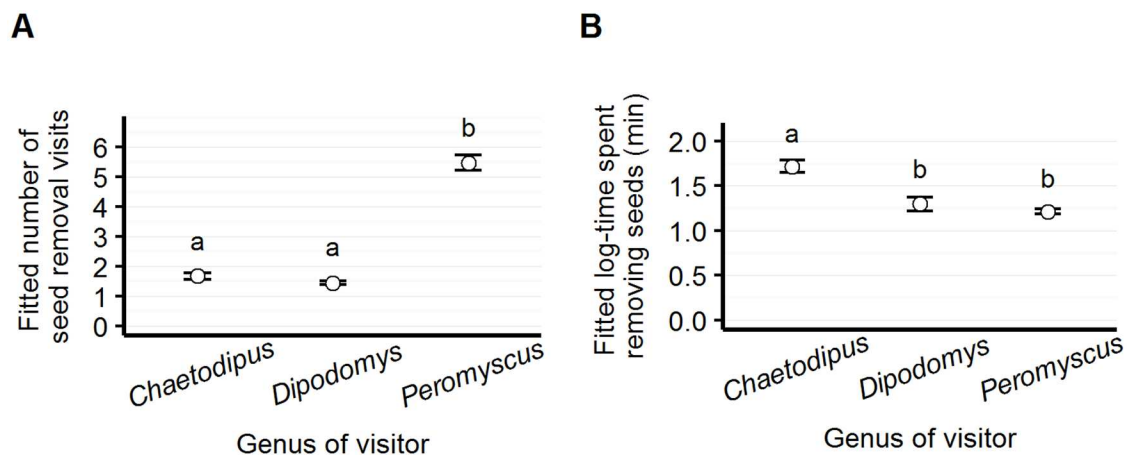 A
Fitted number of
seed removal visits
6
5
4
3
2
1
0
a
a
b
Chaetodipus
Dipodomys
Peromyscus
Genus of visitor
B
Fitted log-time spent
removing seeds (min)
2.0
1.5
1.0
0.5
0.0
a
b
b
Chaetodipus
Dipodomys
Peromyscus
Genus of visitor